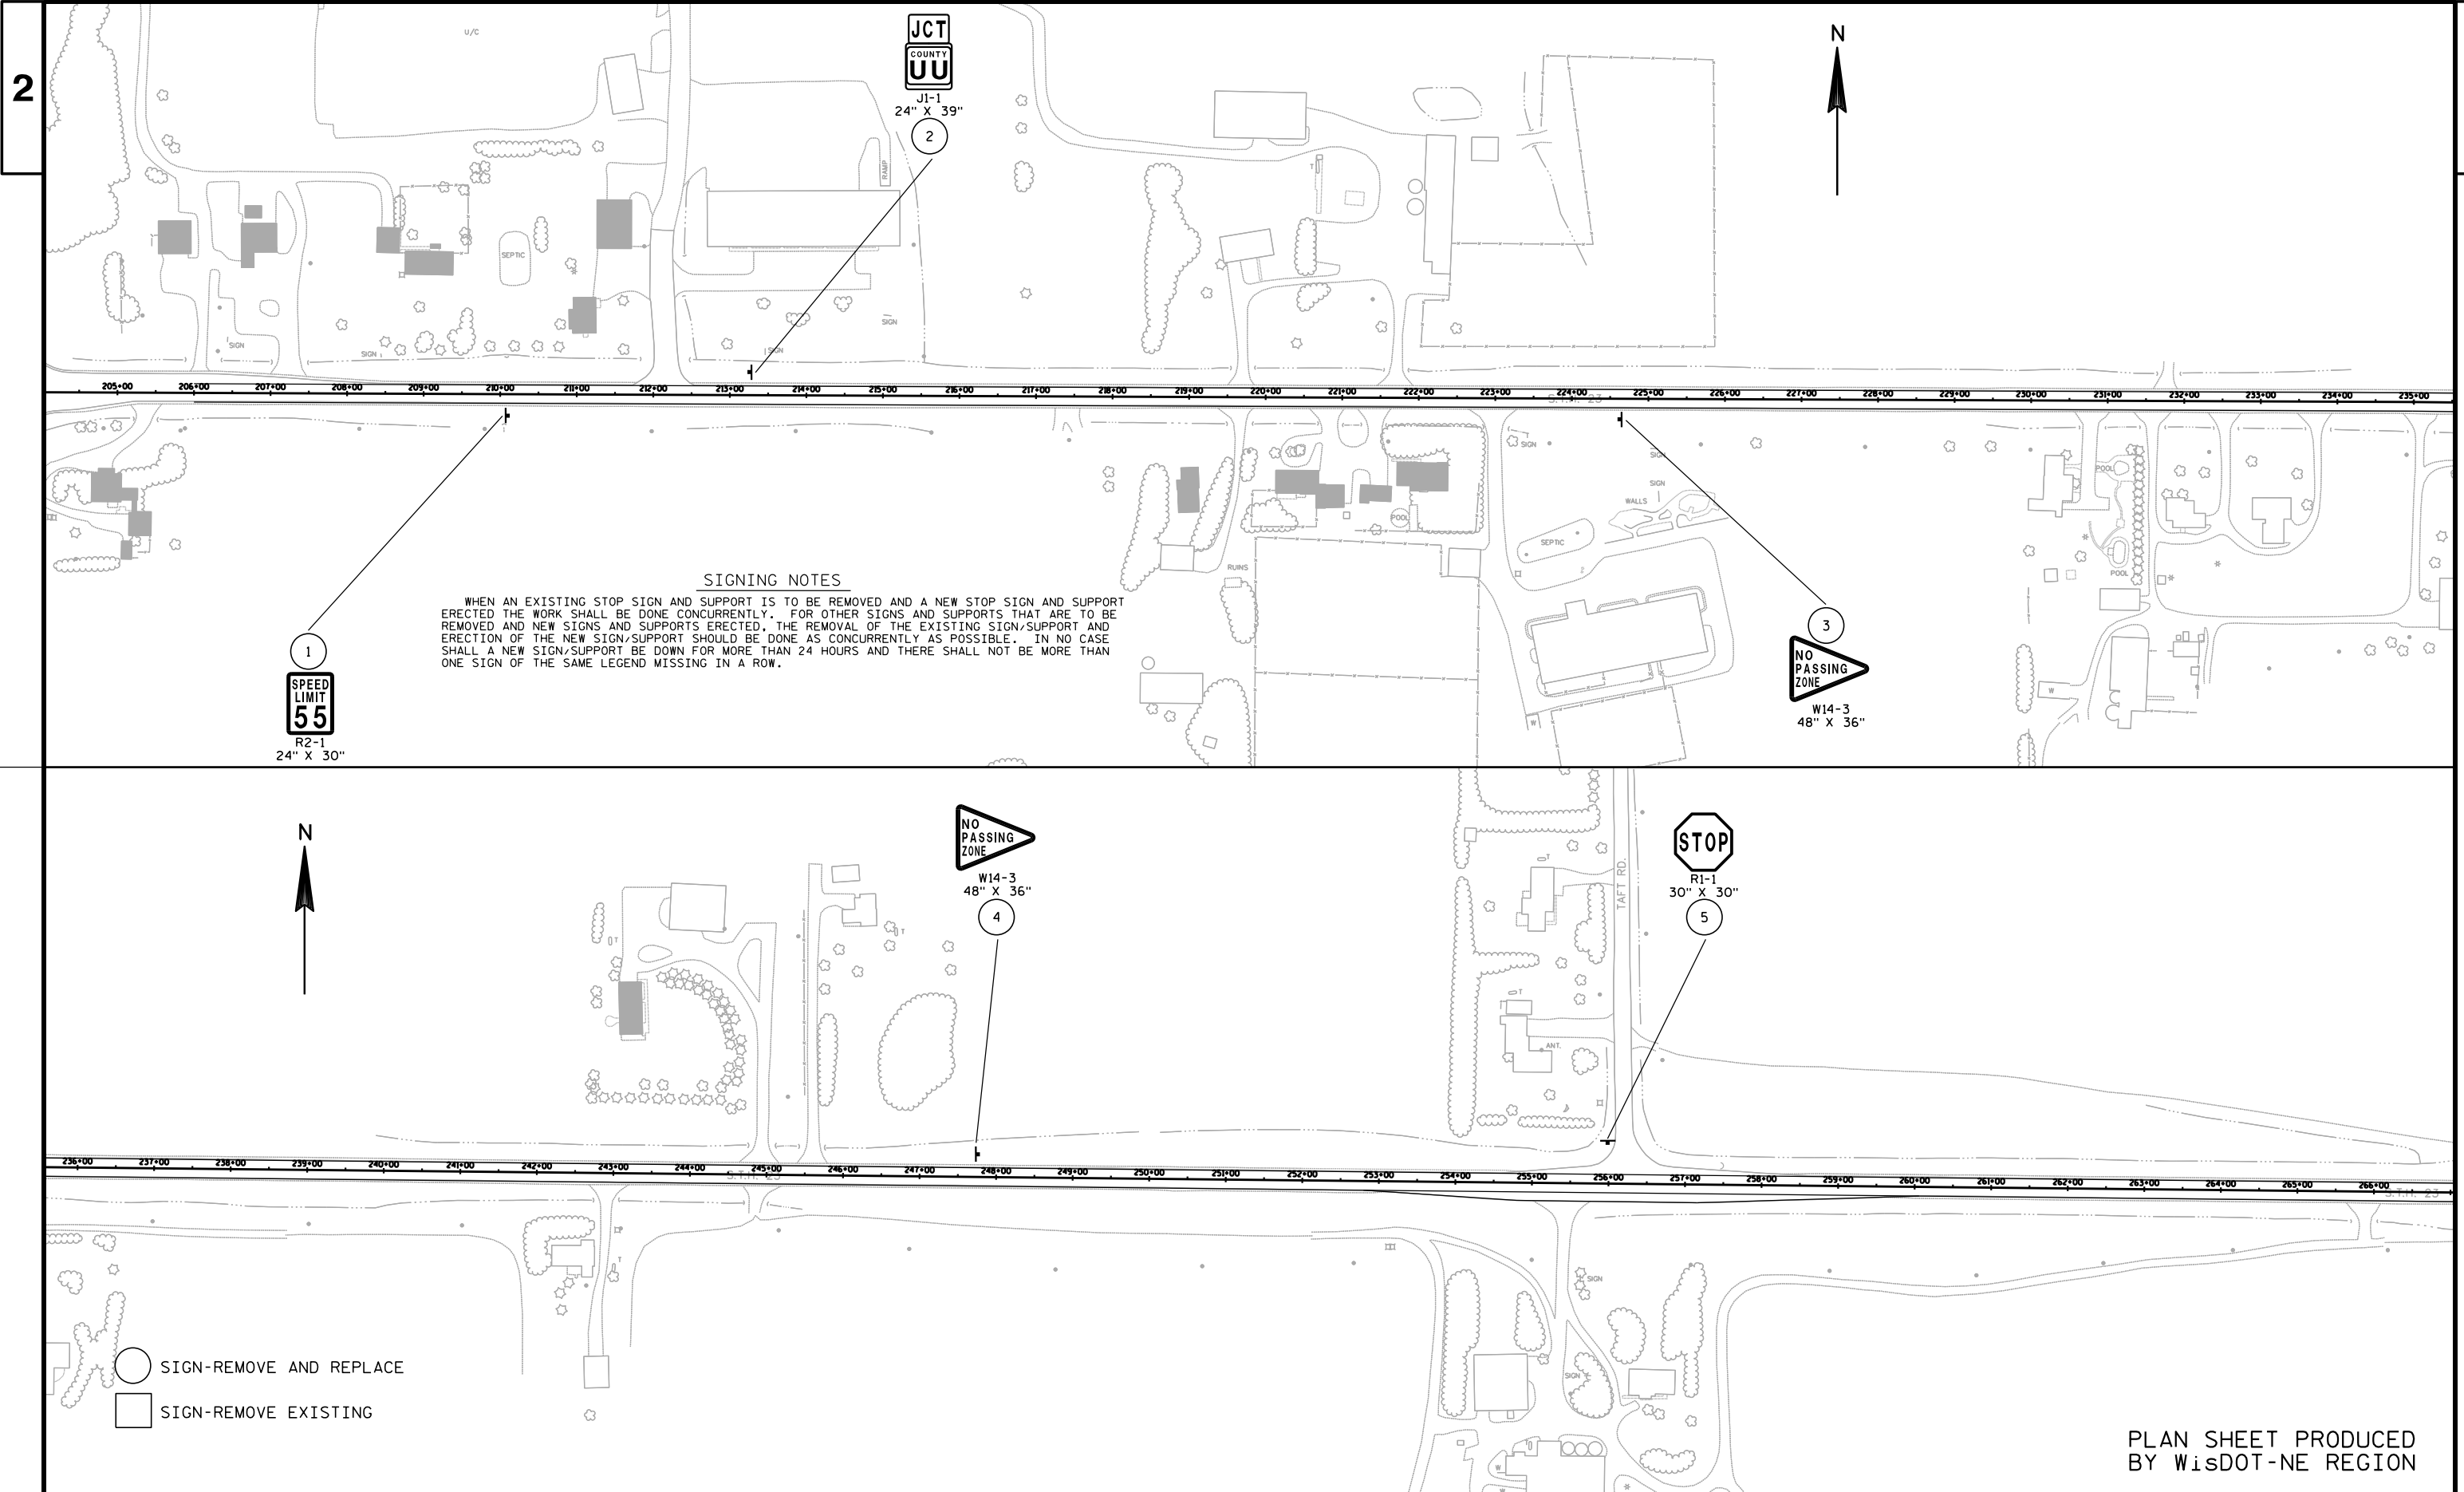 2
U/C
JCT
COUNTY
UU
J1-1
24" X 39"
2
N
RAMP
T
SEPTIC
SIGN
SIGN
SIGN
SIGN
205+00 206+00 207+00 208+00 209+00 210+00 211+00 212+00 213+00 214+00 215+00 216+00 217+00 218+00 219+00 220+00 221+00 222+00 223+00 224+00 225+00 226+00 227+00 228+00 229+00 230+00 231+00 232+00 233+00 234+00 235+00
S.T.H. 23
SIGN
SIGN
SIGN
WALLS
POOL
POOL
SEPTIC
RUINS
POOL
W
W
SIGNING NOTES
WHEN AN EXISTING STOP SIGN AND SUPPORT IS TO BE REMOVED AND A NEW STOP SIGN AND SUPPORT
ERECTED THE WORK SHALL BE DONE CONCURRENTLY. FOR OTHER SIGNS AND SUPPORTS THAT ARE TO BE
REMOVED AND NEW SIGNS AND SUPPORTS ERECTED, THE REMOVAL OF THE EXISTING SIGN/SUPPORT AND
ERECTION OF THE NEW SIGN/SUPPORT SHOULD BE DONE AS CONCURRENTLY AS POSSIBLE. IN NO CASE
SHALL A NEW SIGN/SUPPORT BE DOWN FOR MORE THAN 24 HOURS AND THERE SHALL NOT BE MORE THAN
ONE SIGN OF THE SAME LEGEND MISSING IN A ROW.
1
SPEED
LIMIT
55
R2-1
24" X 30"
3
NO
PASSING
ZONE
W14-3
48" X 36"
N
NO
PASSING
ZONE
W14-3
48" X 36"
4
STOP
R1-1
30" X 30"
5
TAFT RD.
T
T
T
T
ANT.
236+00 237+00 238+00 239+00 240+00 241+00 242+00 243+00 244+00 245+00 246+00 247+00 248+00 249+00 250+00 251+00 252+00 253+00 254+00 255+00 256+00 257+00 258+00 259+00 260+00 261+00 262+00 263+00 264+00 265+00 266+00
S.T.H. 23
S.T.H. 23
T
SIGN
SIGN
T
W
W
SIGN-REMOVE AND REPLACE
SIGN-REMOVE EXISTING
PLAN SHEET PRODUCED
BY WisDOT-NE REGION